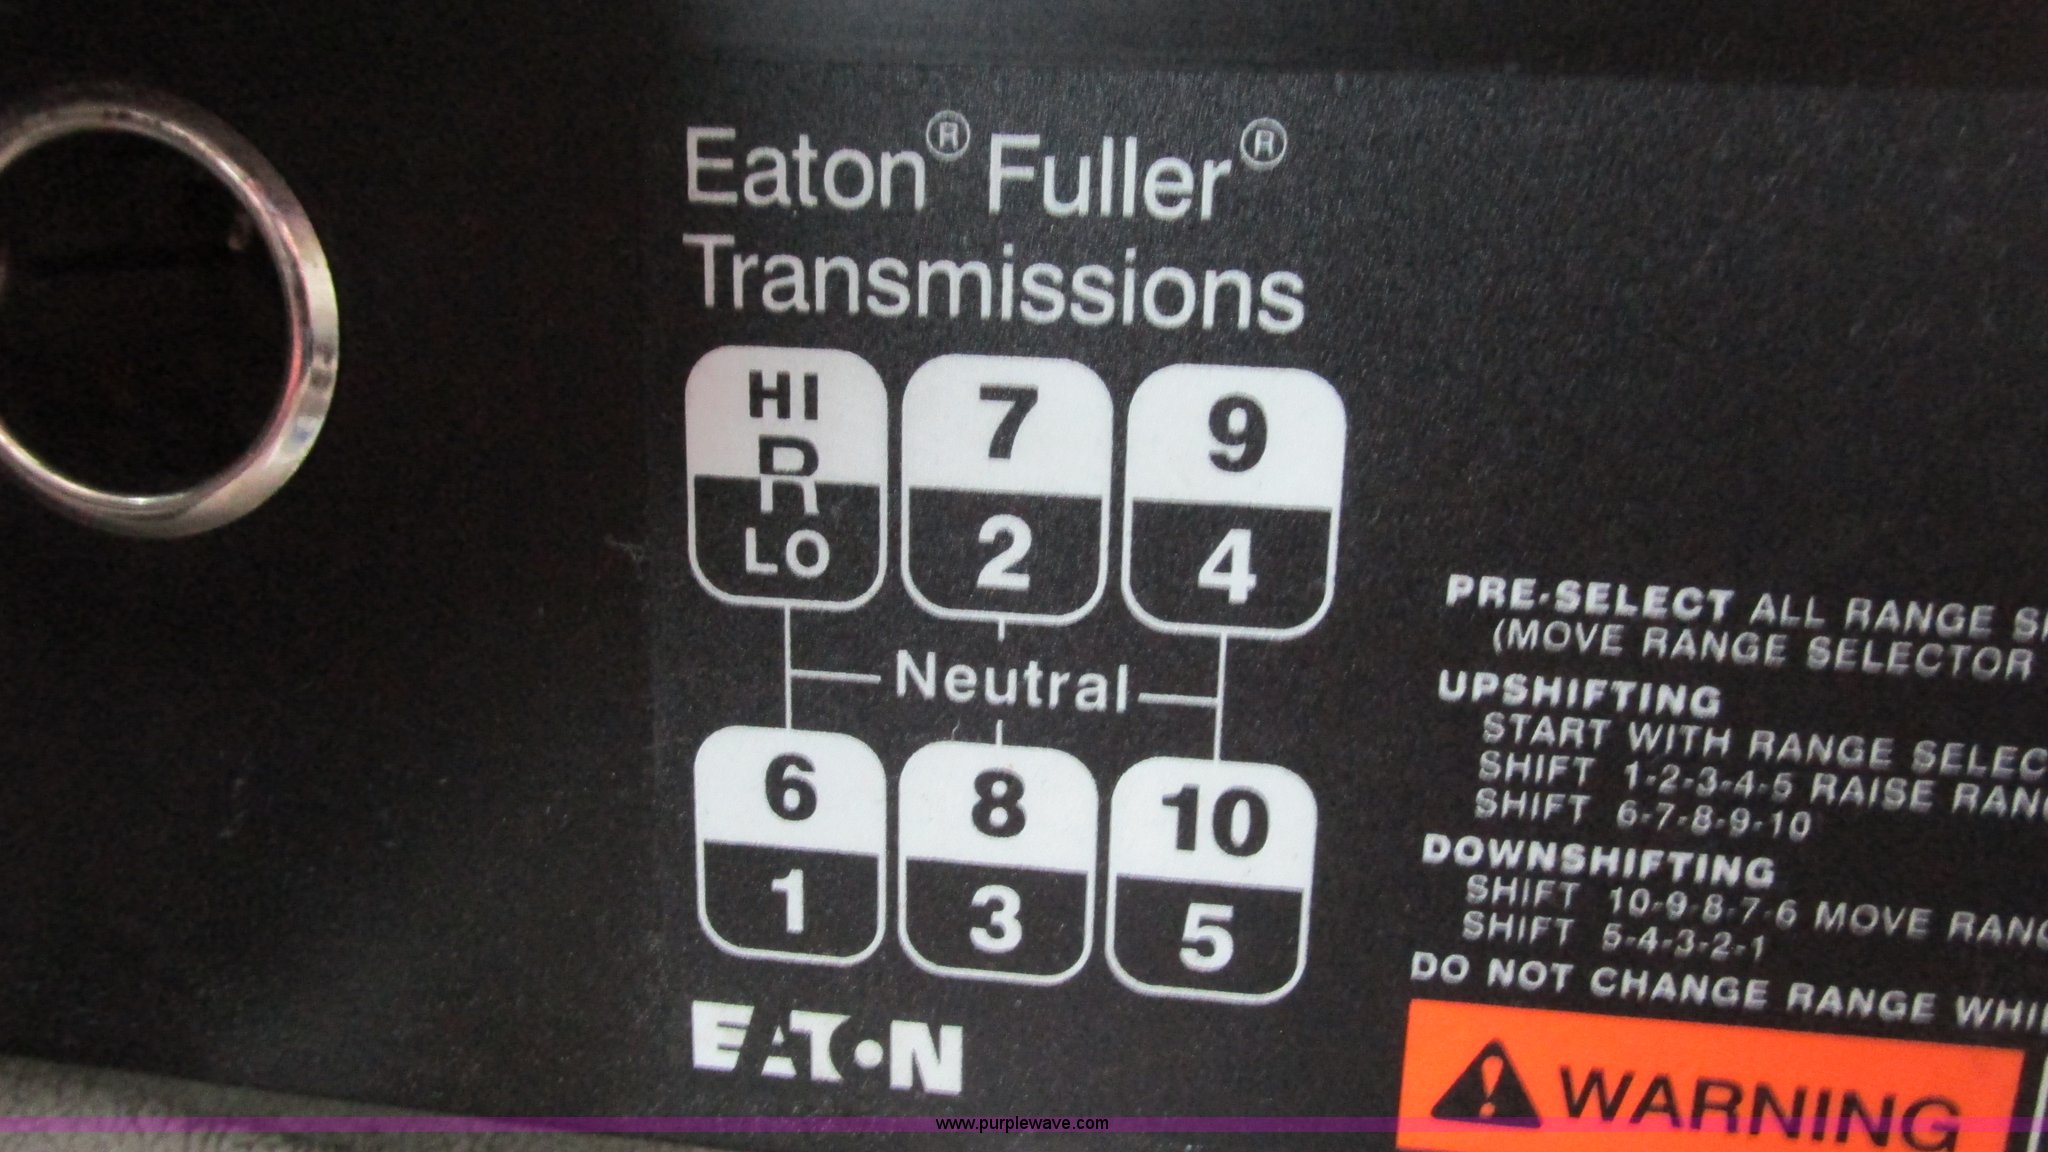 Eaton® Fuller®
Transmissions
HI 7 9
R
LO 2 4
Neutral
6 8 10
1 3 5
EATON
PRE-SELECT ALL RANGE
(MOVE RANGE SELECTOR
UPSHIFTING
START WITH RANGE
SHIFT 1-2-3-4-5 RAISE
SHIFT 6-7-8-9-10
DOWNSHIFTING
SHIFT 10-9-8-7-6 MOVE
SHIFT 5-4-3-2-1
DO NOT CHANGE RANGE
WARNING
www.purplewave.com